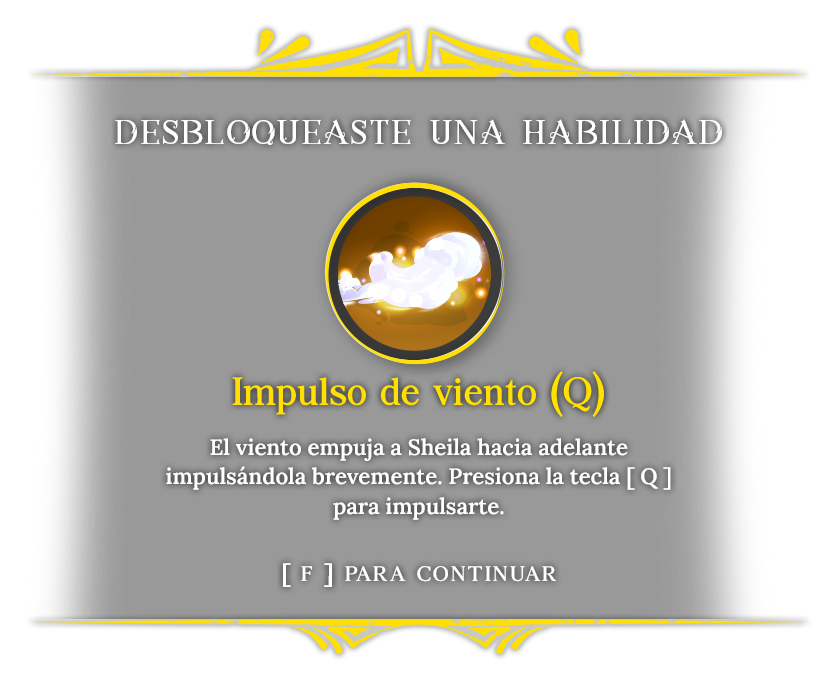 DESBLOQUEASTE UNA HABILIDAD
Impulso de viento (Q)
El viento empuja a Sheila hacia adelante
impulsándola brevemente. Presiona la tecla [ Q ]
para impulsarte.
[ F ] PARA CONTINUAR